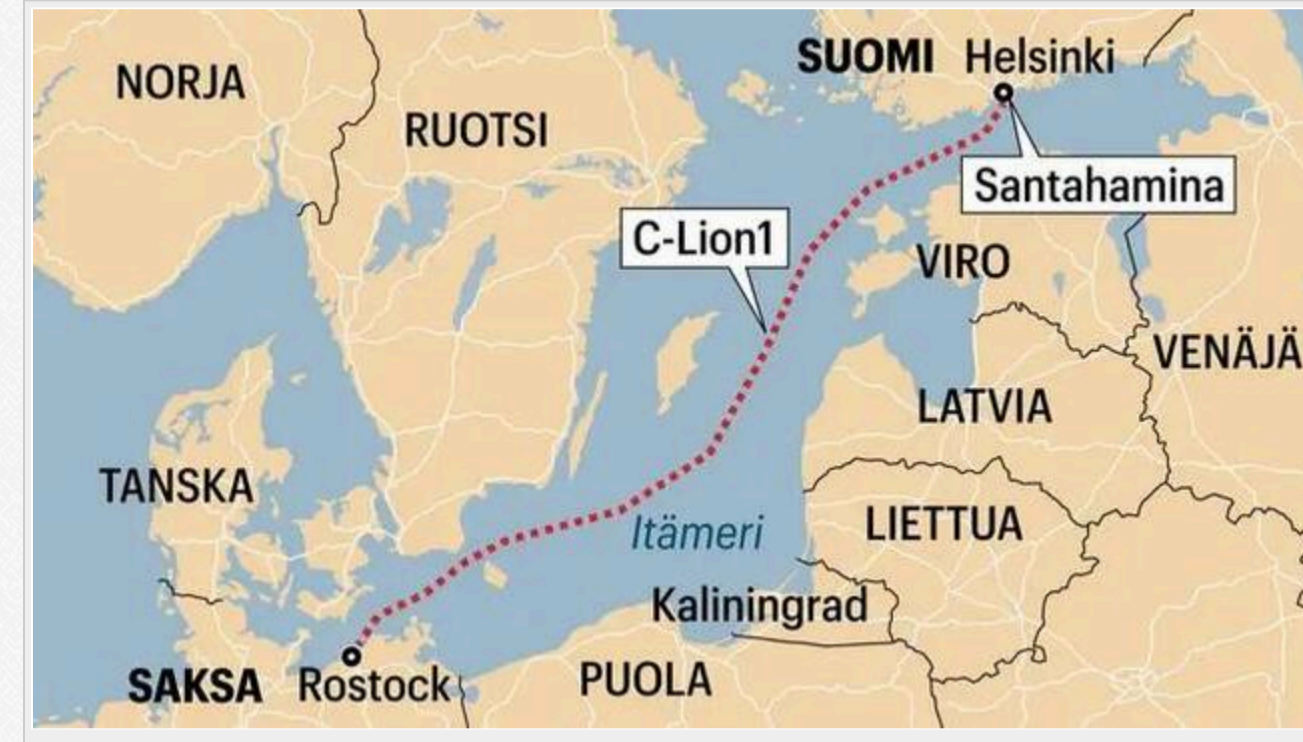 SUOMI Helsinki
NORJA
RUOTSI
Santahamina
C-Lion1
VIRO
VENÄJÄ
LATVIA
TANSKA
LIETTUA
Itämeri
Kaliningrad
SAKSA Rostock
PUOLA